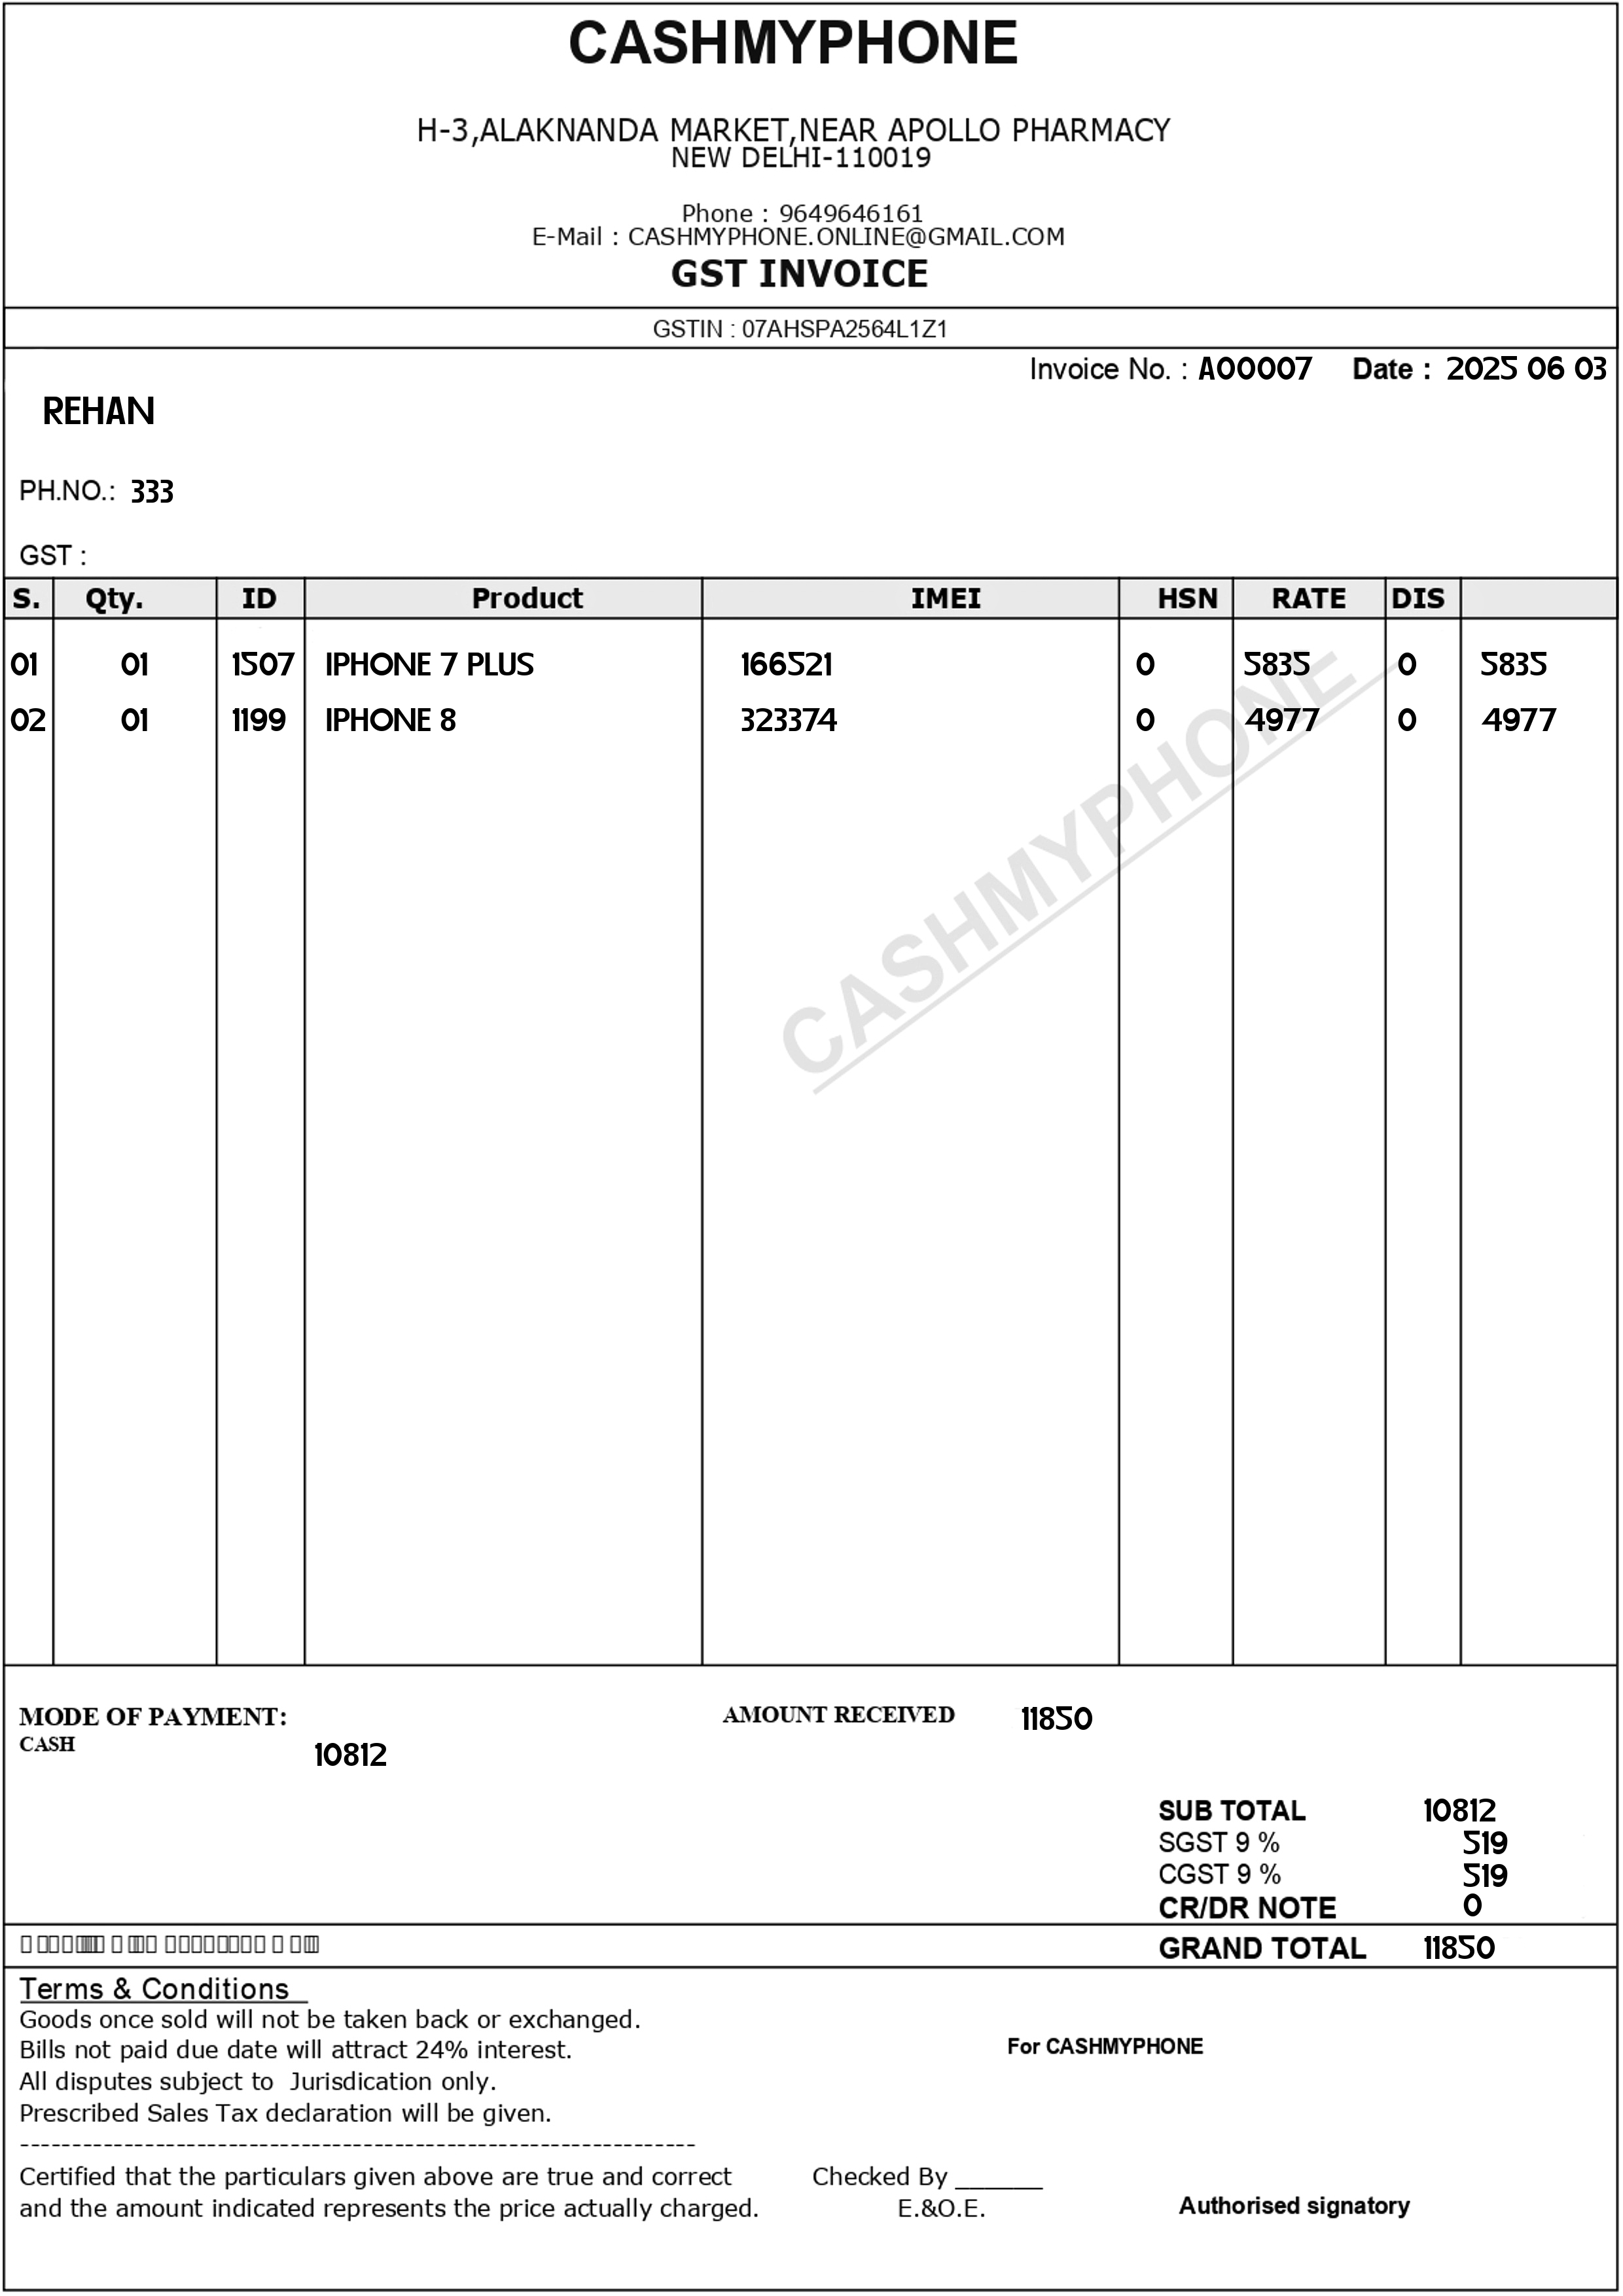 CASHMYPHONE
H-3,ALAKNANDA MARKET,NEAR APOLLO PHARMACY
NEW DELHI-110019
Phone : 9649646161
E-Mail : CASHMYPHONE.ONLINE@GMAIL.COM
GST INVOICE
GSTIN : 07AHSPA2564L1Z1
Invoice No. : A00007 Date : 2025 06 03
REHAN
PH.NO.: 333
GST :
S. Qty. ID Product IMEI HSN RATE DIS
01 01 1507 IPHONE 7 PLUS 166521 0 5835 0 5835
02 01 1199 IPHONE 8 323374 0 4977 0 4977
CASHMYPHONE
MODE OF PAYMENT: AMOUNT RECEIVED 11850
CASH 10812
SUB TOTAL 10812
SGST 9 % 519
CGST 9 % 519
CR/DR NOTE 0
GRAND TOTAL 11850
Terms & Conditions
Goods once sold will not be taken back or exchanged.
Bills not paid due date will attract 24% interest.
For CASHMYPHONE
All disputes subject to Jurisdication only.
Prescribed Sales Tax declaration will be given.
-----------------------------------------------------------------
Certified that the particulars given above are true and correct Checked By ______
and the amount indicated represents the price actually charged. E.&O.E. Authorised signatory